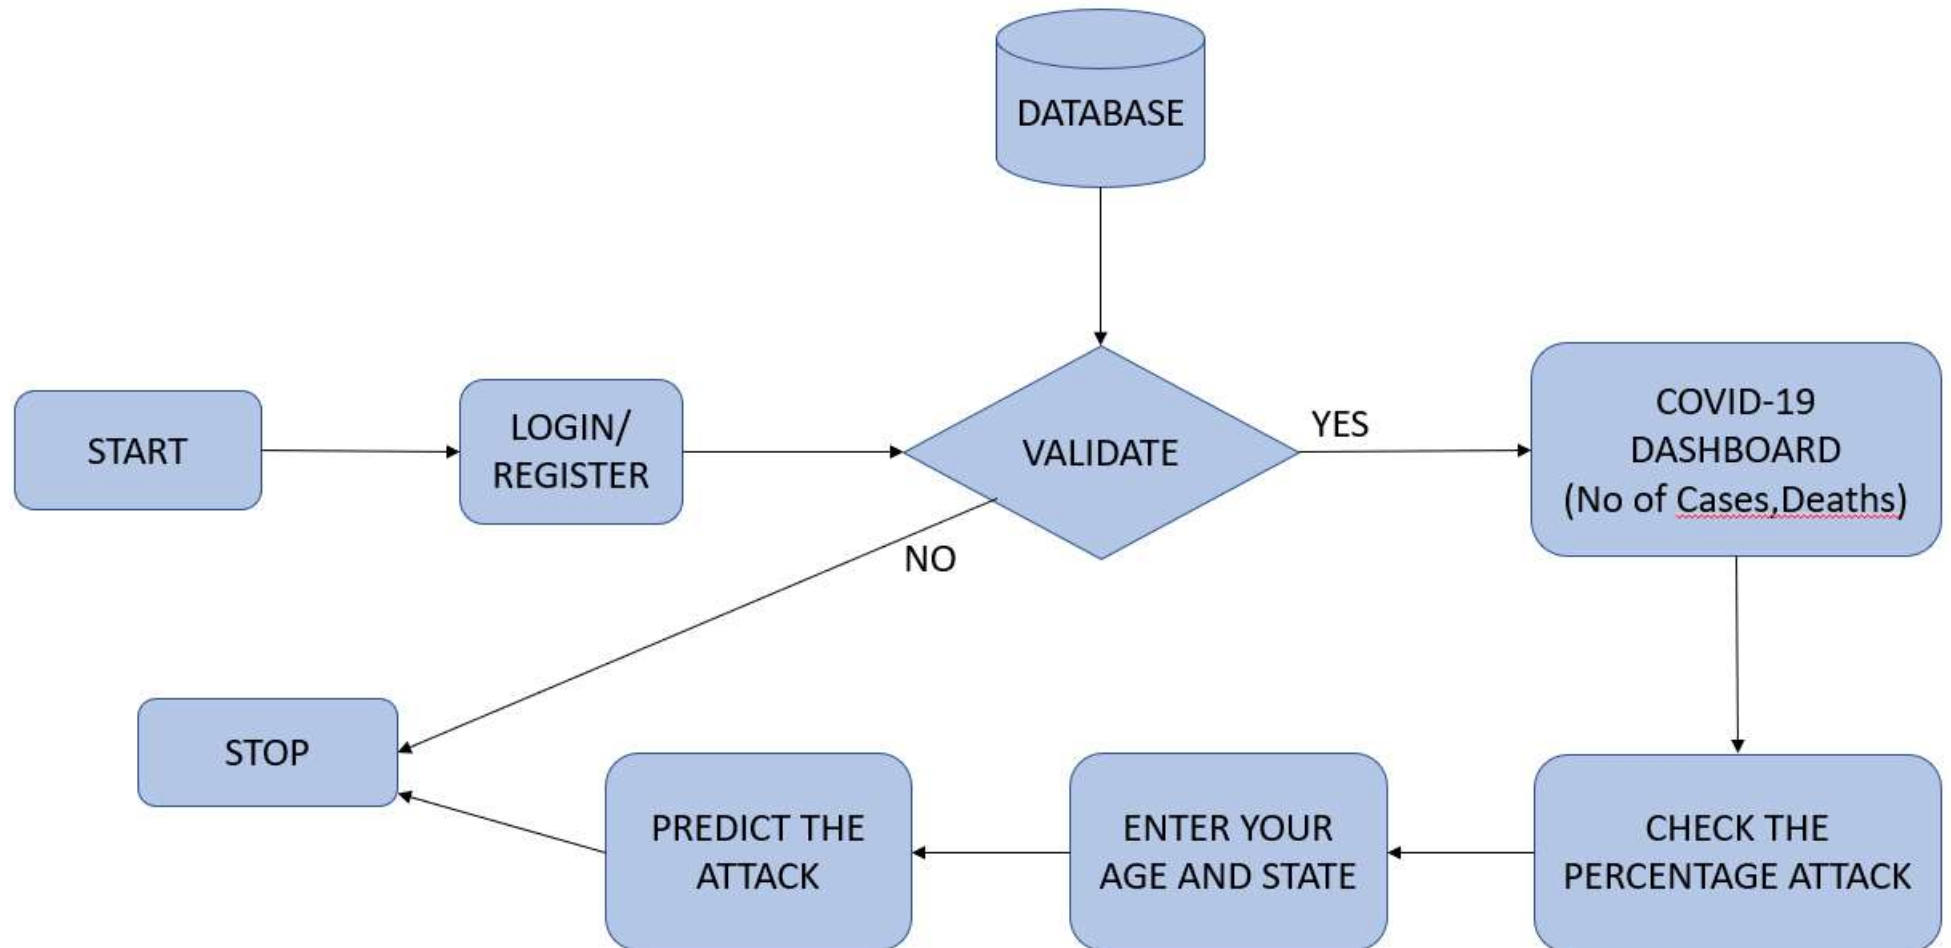 DATABASE
START
LOGIN/
REGISTER
VALIDATE
YES
COVID-19
DASHBOARD
(No of Cases,Deaths)
NO
STOP
PREDICT THE
ATTACK
ENTER YOUR
AGE AND STATE
CHECK THE
PERCENTAGE ATTACK